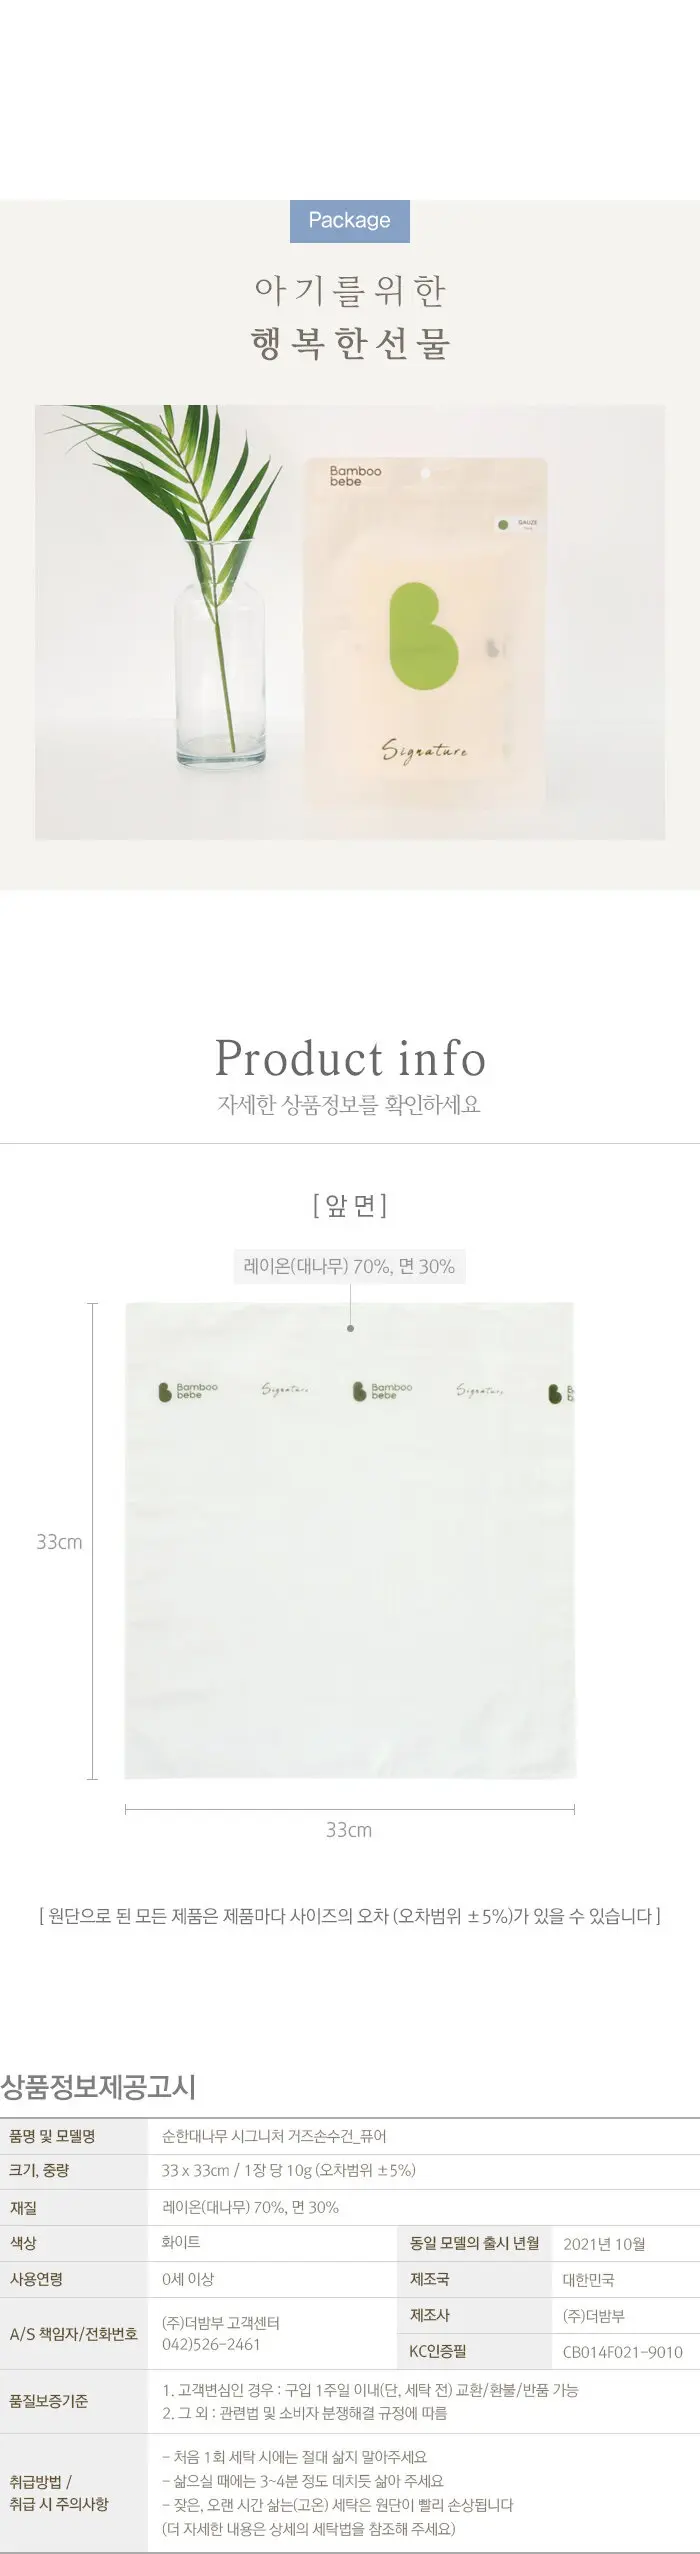 Package
아기를위한
행복한선물
Bamboo
bebe
GAUZE
Signature
Product info
자세한 상품정보를 확인하세요
[ 앞 면 ]
레이온(대나무) 70%, 면 30%
Bamboo
bebe
Signature
Bamboo
bebe
Signature
33cm
33cm
[ 원단으로 된 모든 제품은 제품마다 사이즈의 오차 (오차범위 ±5%)가 있을 수 있습니다 ]
상품정보제공고시
품명 및 모델명 순한대나무 시그니처 거즈손수건_퓨어
크기, 중량 33 x 33cm / 1장 당 10g (오차범위 ±5%)
재질 레이온(대나무) 70%, 면 30%
색상 화이트 동일 모델의 출시 년월 2021년 10월
사용연령 0세 이상 제조국 대한민국
A/S 책임자/전화번호 (주)더밤부 고객센터
042)526-2461
제조사 (주)더밤부
KC인증필 CB014F021-9010
품질보증기준 1. 고객변심인 경우 : 구입 1주일 이내(단, 세탁 전) 교환/환불/반품 가능
2. 그 외 : 관련법 및 소비자 분쟁해결 규정에 따름
취급방법 /
취급 시 주의사항
- 처음 1회 세탁 시에는 절대 삶지 말아주세요
- 삶으실 때에는 3~4분 정도 데치듯 삶아 주세요
- 잦은, 오랜 시간 삶는(고온) 세탁은 원단이 빨리 손상됩니다
(더 자세한 내용은 상세의 세탁법을 참조해 주세요)